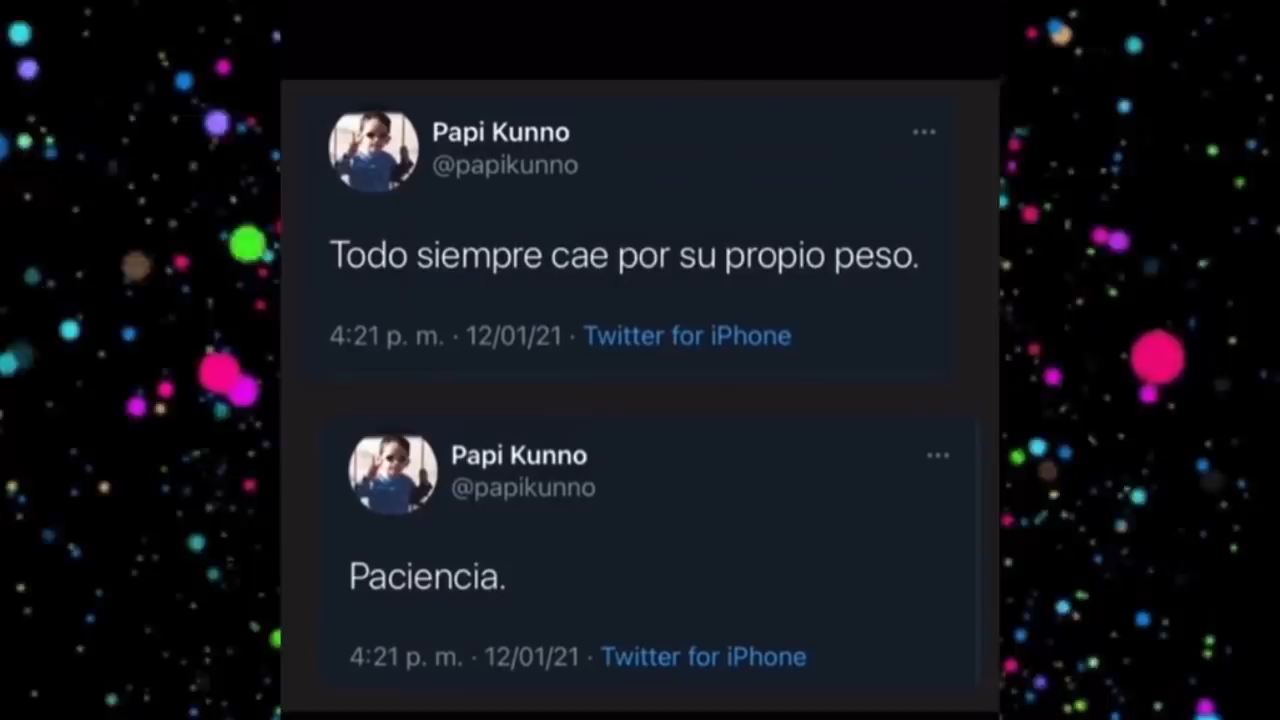 Papi Kunno
@papikunno
Todo siempre cae por su propio peso.
4:21 p. m. · 12/01/21 · Twitter for iPhone
Papi Kunno
@papikunno
Paciencia.
4:21 p. m. · 12/01/21 · Twitter for iPhone